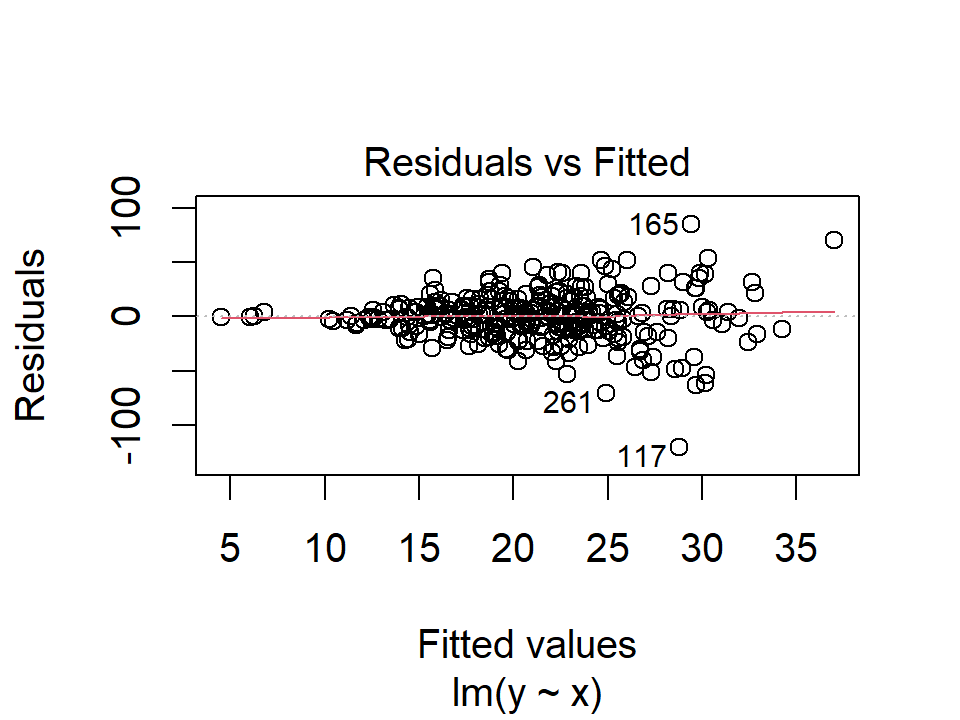 Residuals vs Fitted
Residuals
100
0
-100
165
261
117
5 10 15 20 25 30 35
Fitted values
lm(y ~ x)